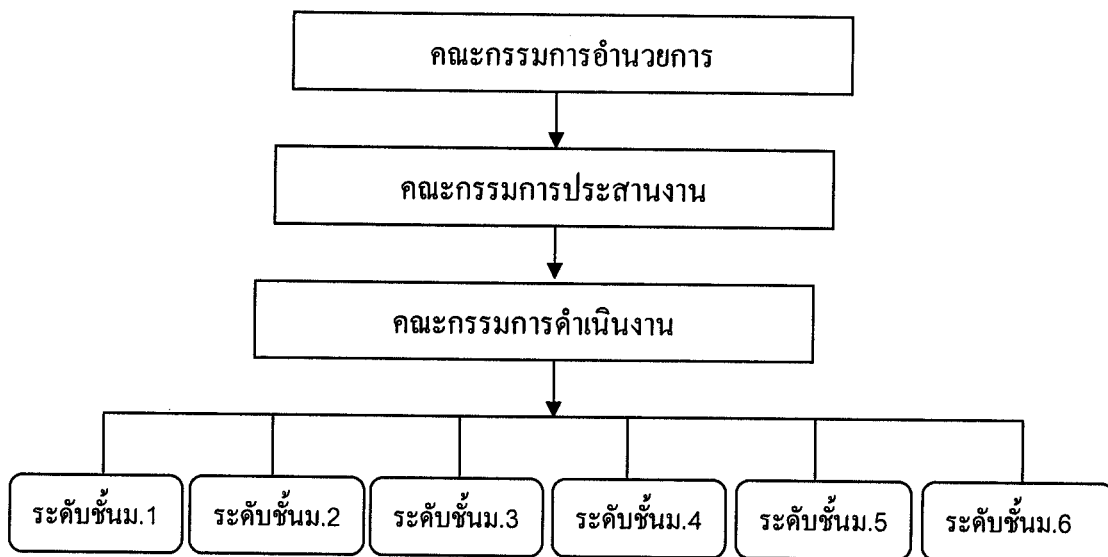 คณะกรรมการอำนวยการ
คณะกรรมการประสานงาน
คณะกรรมการดำเนินงาน
ระดับชั้นม.1
ระดับชั้นม.2
ระดับชั้นม.3
ระดับชั้นม.4
ระดับชั้นม.5
ระดับชั้นม.6